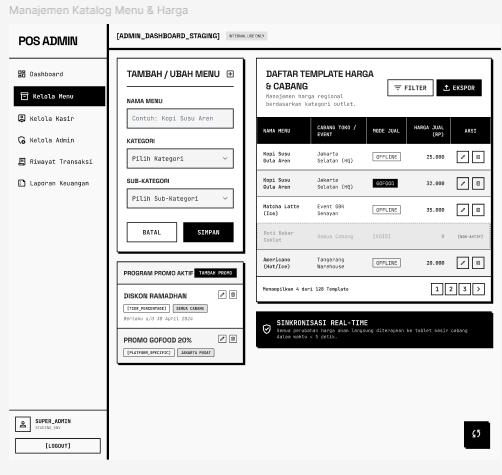 Manajemen Katalog Menu & Harga
POS ADMIN
[ADMIN_DASHBOARD_STAGING]
INTERNAL USE ONLY
Dashboard
Kelola Menu
Kelola Kasir
Kelola Admin
Riwayat Transaksi
Laporan Keuangan
SUPER_ADMIN
STAGING_ENV
[LOGOUT]
TAMBAH / UBAH MENU
NAMA MENU
Contoh: Kopi Susu Aren
KATEGORI
Pilih Kategori
SUB-KATEGORI
Pilih Sub-Kategori
BATAL
SIMPAN
PROGRAM PROMO AKTIF
TAMBAH PROMO
DISKON RAMADHAN
[TIER_PERCENTAGE]
SEMUA CABANG
Berlaku s/d 30 April 2024
PROMO GOFOOD 20%
[PLATFORM_SPECIFIC]
JAKARTA PUSAT
DAFTAR TEMPLATE HARGA
& CABANG
Manajemen harga regional
berdasarkan kategori outlet.
FILTER
EKSPOR
NAMA MENU
CABANG TOKO /
EVENT
MODE JUAL
HARGA JUAL
(RP)
AKSI
Kopi Susu
Gula Aren
Jakarta
Selatan (HQ)
OFFLINE
25.000
Kopi Susu
Gula Aren
Jakarta
Selatan (HQ)
GOFOOD
32.000
Matcha Latte
(Ice)
Event GBK
Senayan
OFFLINE
35.000
Roti Bakar
Coklat
Semua Cabang
0
[NON-AKTIF]
Americano
(Hot/Ice)
Tangerang
Warehouse
OFFLINE
20.000
Menampilkan 4 dari 128 Template
1
2
3
SINKRONISASI REAL-TIME
Semua perubahan harga akan langsung diterapkan ke tablet kasir cabang
dalam waktu < 5 detik.